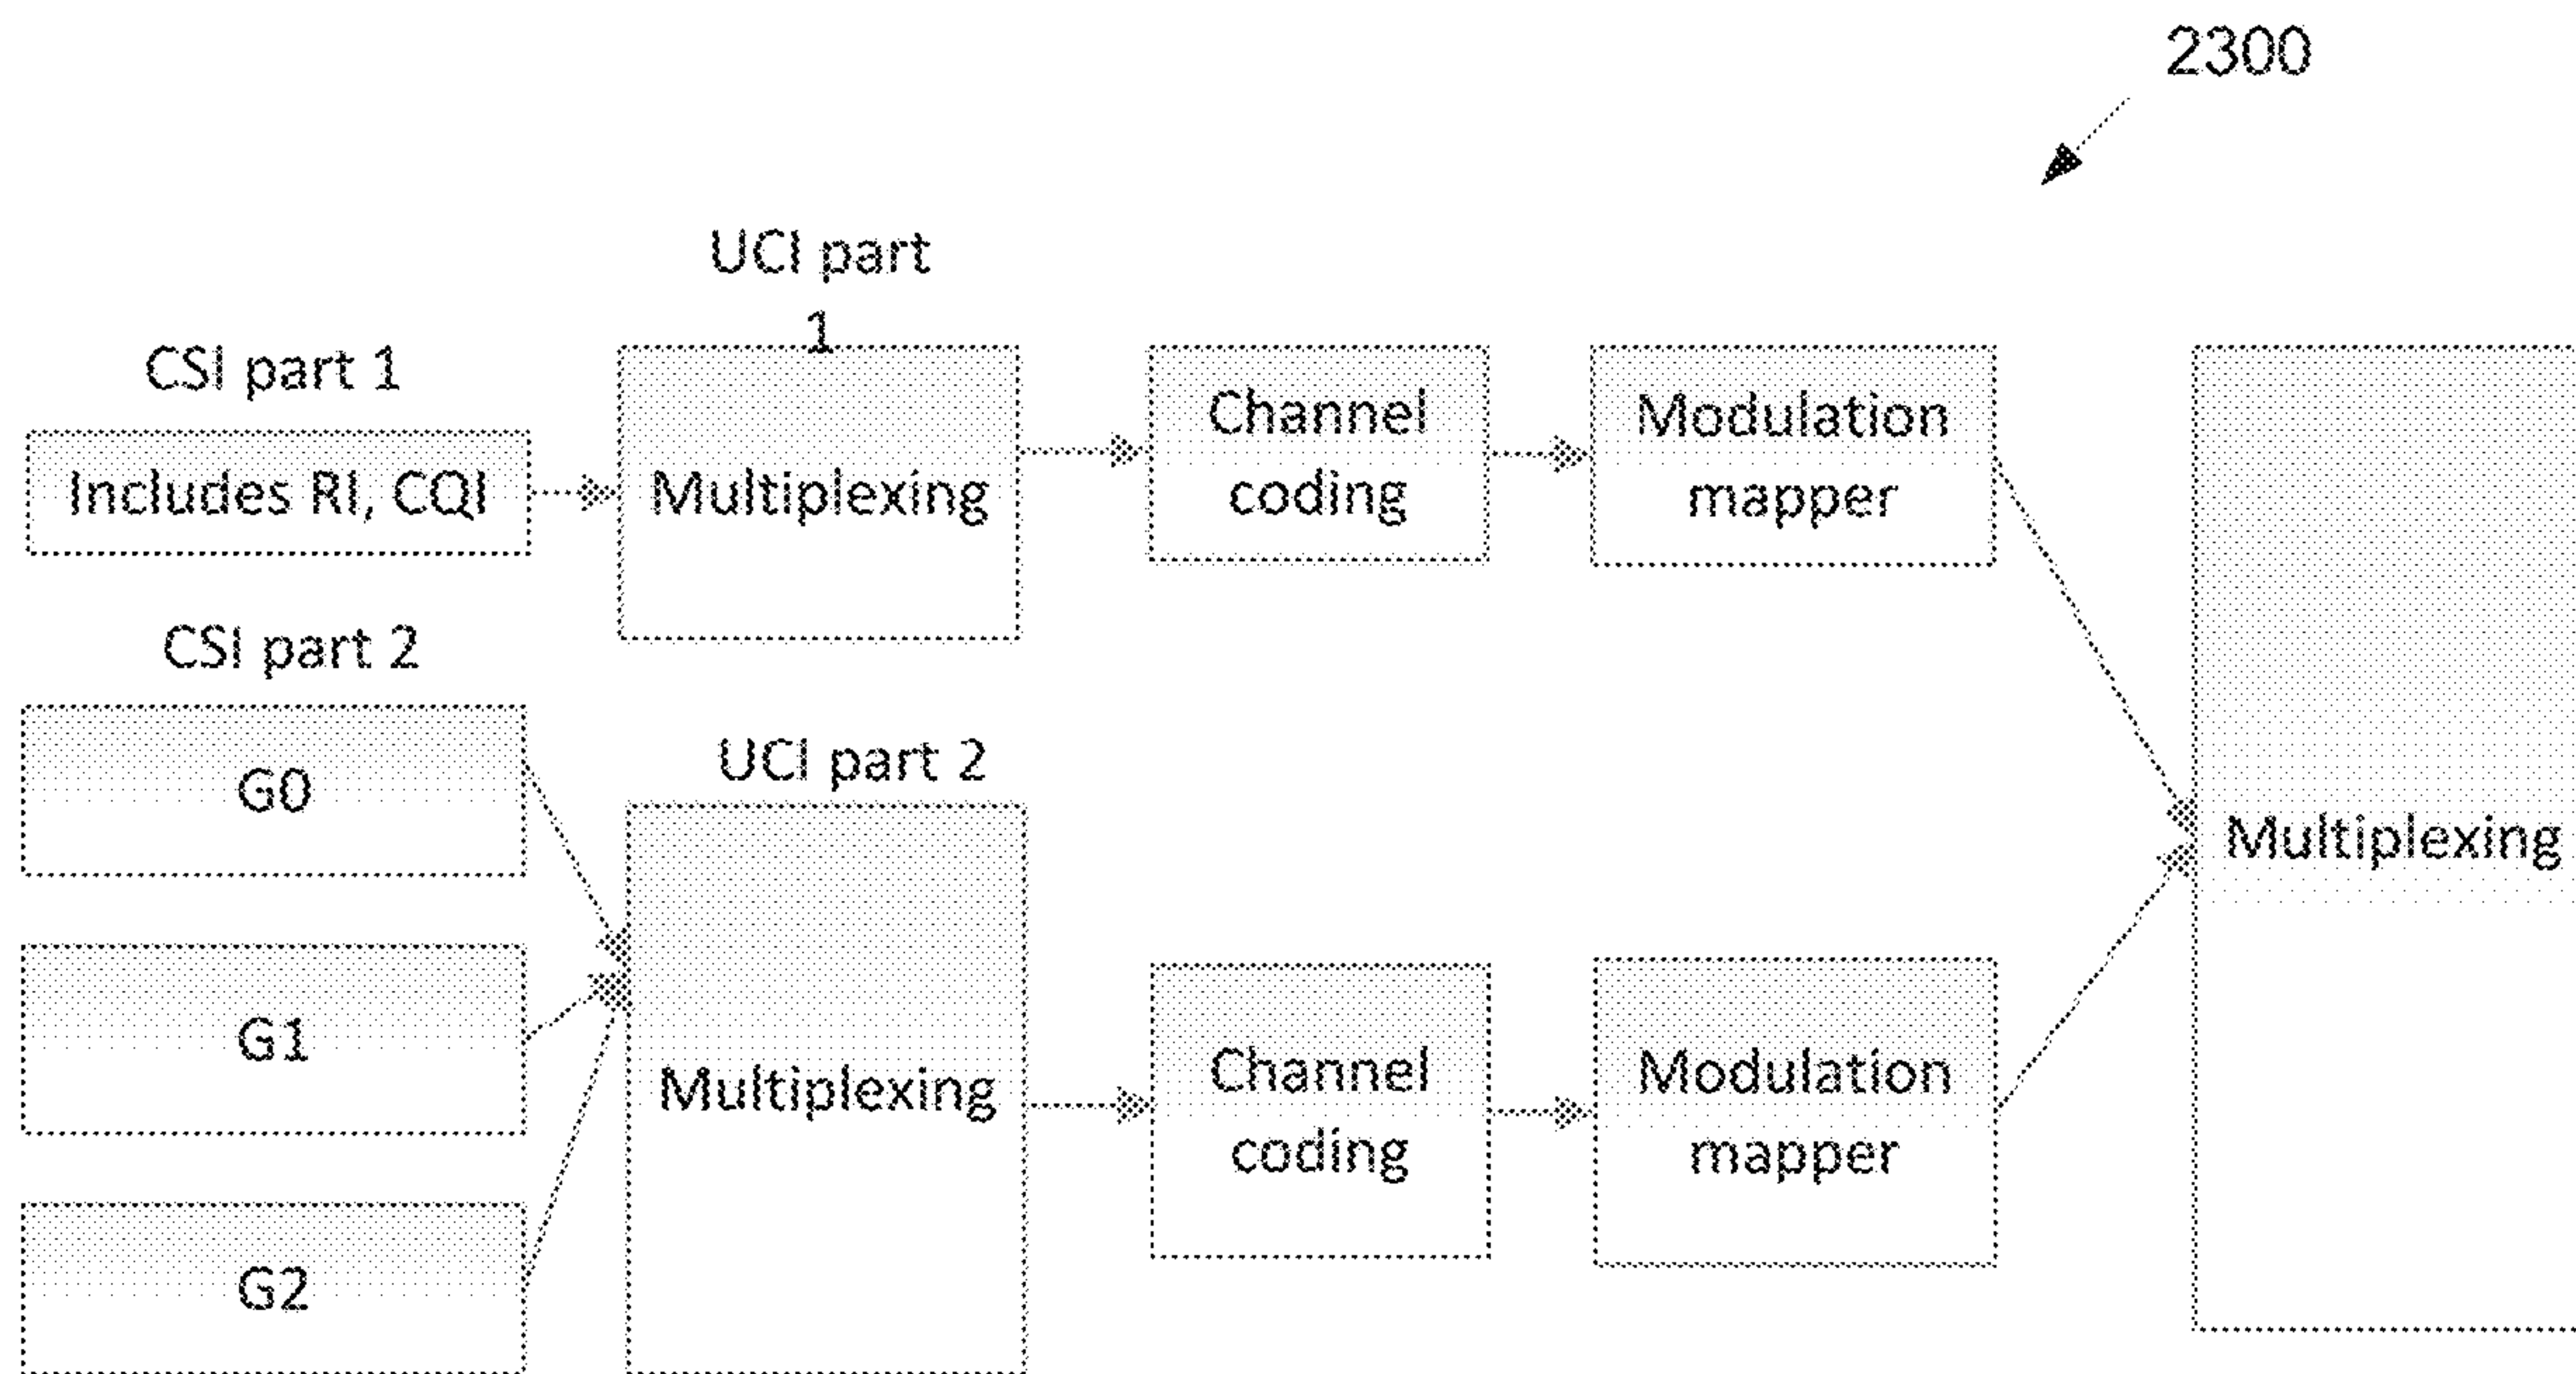 2300
UCI part
1
CSI part 1
Includes RI, CQI
Multiplexing
Channel
coding
Modulation
mapper
CSI part 2
G0
G1
G2
UCI part 2
Multiplexing
Channel
coding
Modulation
mapper
Multiplexing